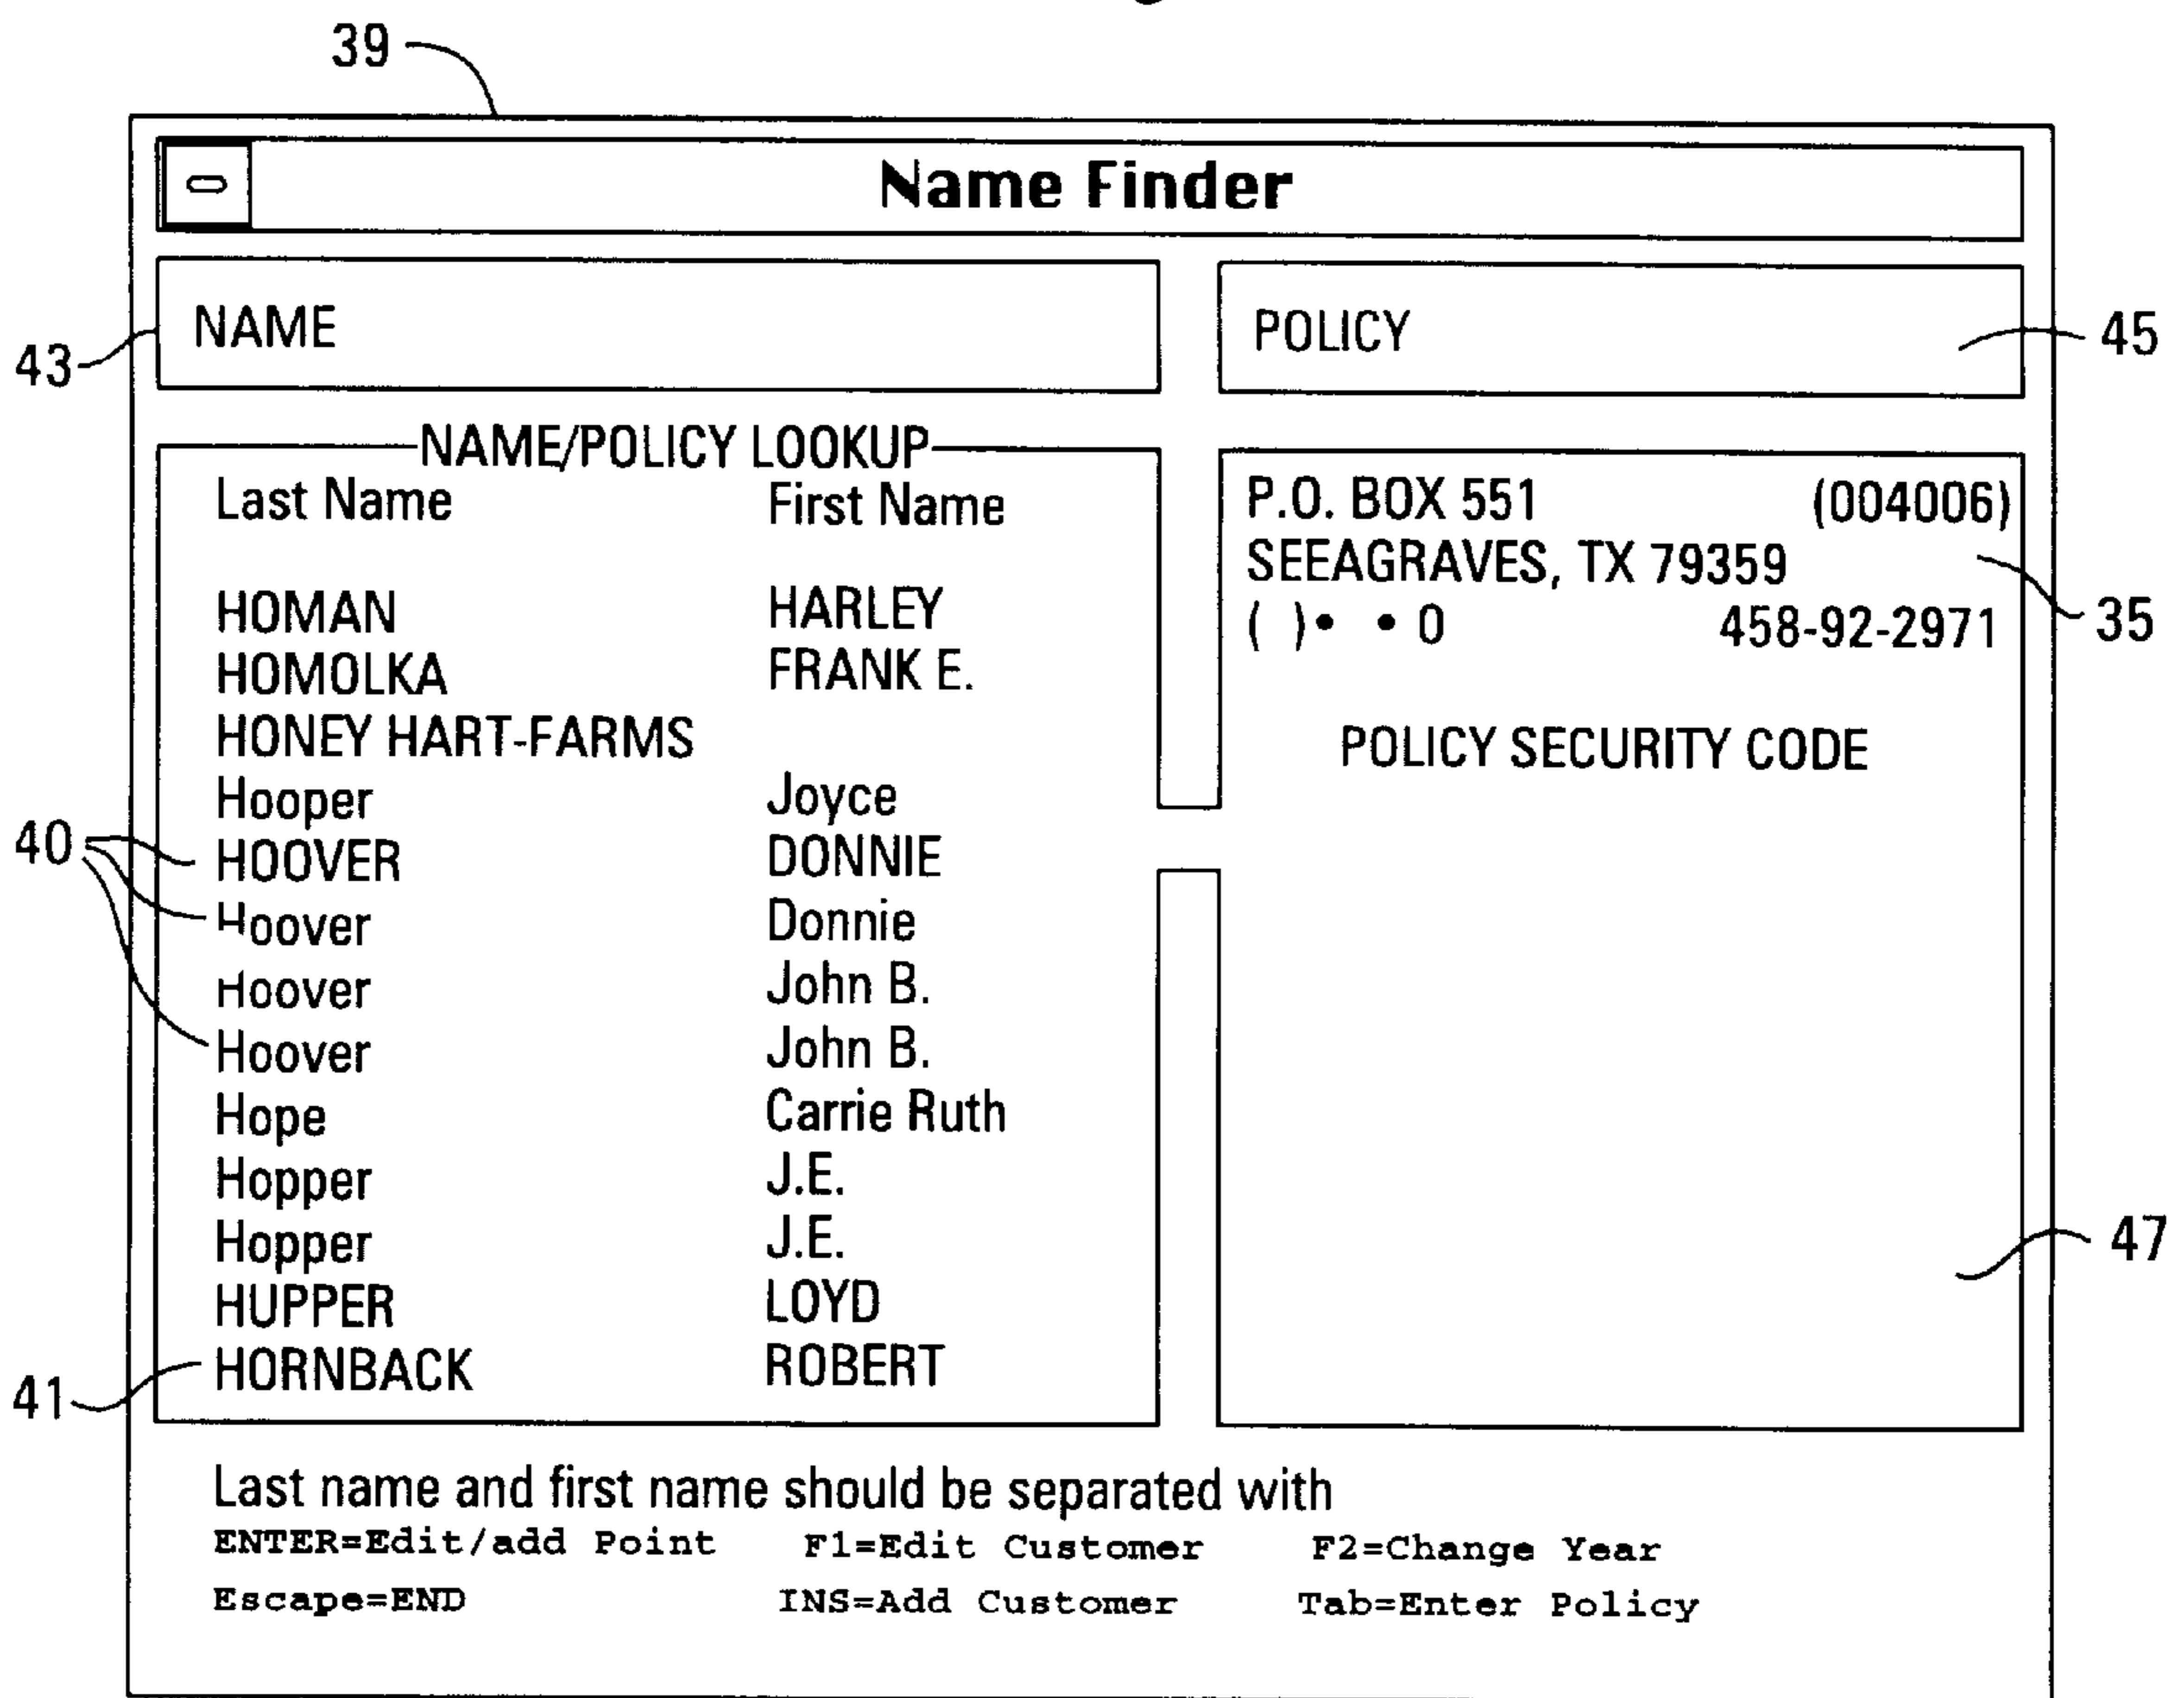 39
Name Finder
NAME
POLICY
43
45
NAME/POLICY LOOKUP
Last Name First Name
HOMAN HARLEY
HOMOLKA FRANK E.
HONEY HART-FARMS
Hooper Joyce
HOOVER DONNIE
Hoover Donnie
Hoover John B.
Hoover John B.
Hope Carrie Ruth
Hopper J.E.
Hopper J.E.
HUPPER LOYD
HORNBACK ROBERT
40
41
P.O. BOX 551 (004006)
SEEAGRAVES, TX 79359
( )• • 0 458-92-2971
35
POLICY SECURITY CODE
47
Last name and first name should be separated with
ENTER=Edit/add Point F1=Edit Customer F2=Change Year
Escape=END INS=Add Customer Tab=Enter Policy